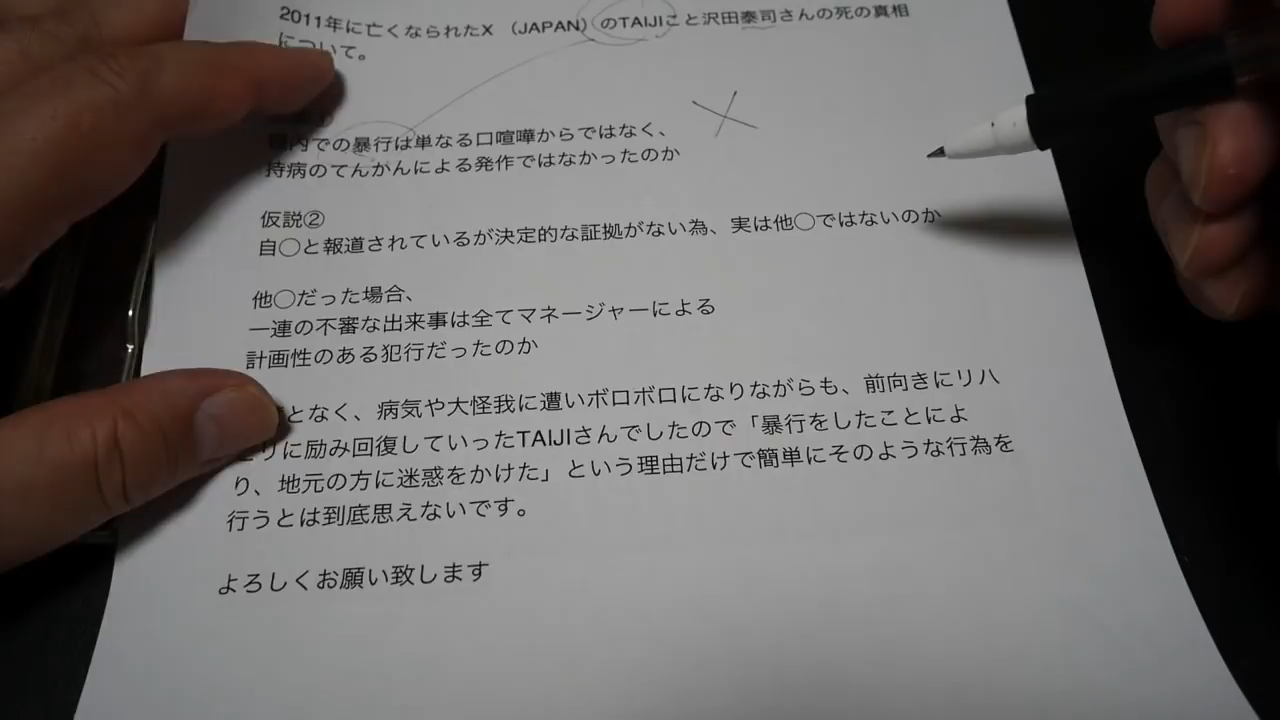 2011年に亡くなられたX （JAPAN）のTAIJIこと沢田泰司さんの死の真相
について。
内での暴行は単なる口喧嘩からではなく、
持病のてんかんによる発作ではなかったのか
仮説②
自〇と報道されているが決定的な証拠がない為、実は他〇ではないのか
他〇だった場合、
一連の不審な出来事は全てマネージャーによる
計画性のある犯行だったのか
となく、病気や大怪我に遭いボロボロになりながらも、前向きにリハ
リに励み回復していったTAIJIさんでしたので「暴行をしたことによ
り、地元の方に迷惑をかけた」という理由だけで簡単にそのような行為を
行うとは到底思えないです。
よろしくお願い致します